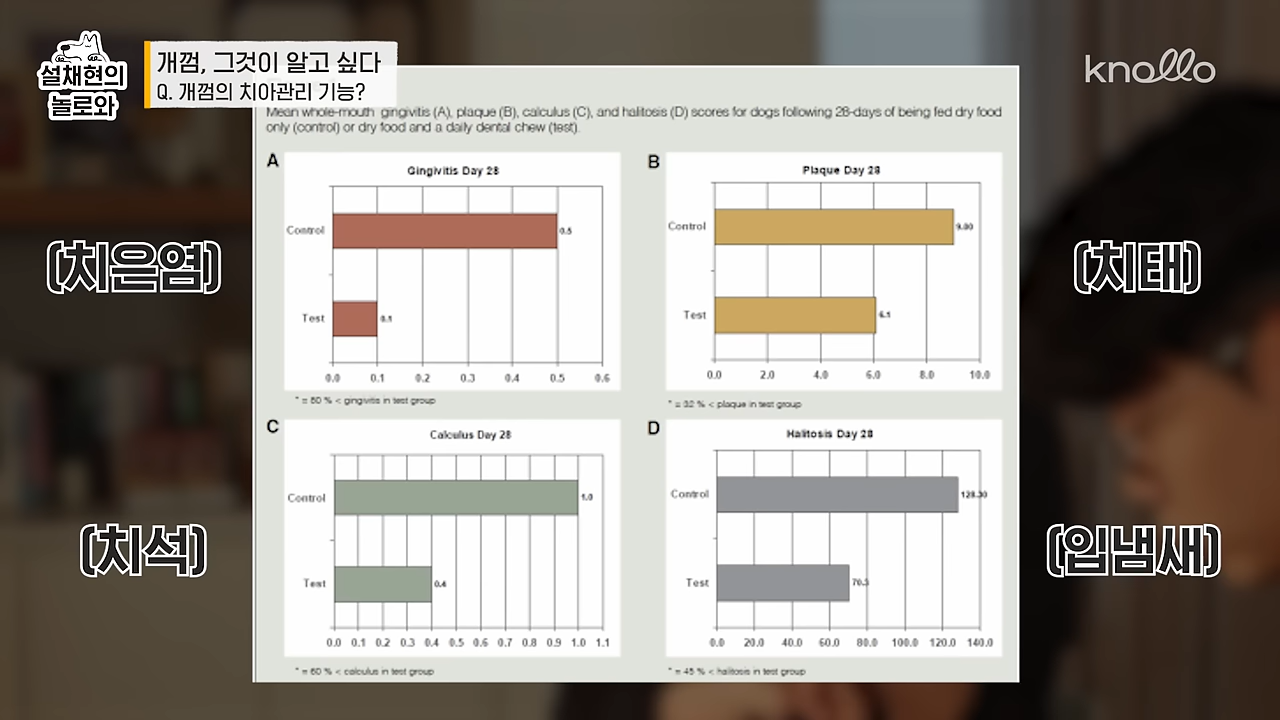 설채현의
놀로와
개껌, 그것이 알고 싶다
Q. 개껌의 치아관리 기능?
knollo
Mean whole-mouth gingivitis (A), plaque (B), calculus (C), and halitosis (D) scores for dogs following 28-days of being fed dry food
only (control) or dry food and a daily dental chew (test).
A
Gingivitis Day 28
Control
0.5
Test
0.1
0.0 0.1 0.2 0.3 0.4 0.5 0.6
* = 80 % < gingivitis in test group
(치은염)
B
Plaque Day 28
Control
9.00
Test
6.1
0.0 2.0 4.0 6.0 8.0 10.0
* = 32 % < plaque in test group
(치태)
C
Calculus Day 28
Control
1.0
Test
0.4
0.0 0.1 0.2 0.3 0.4 0.5 0.6 0.7 0.8 0.9 1.0 1.1
* = 60 % < calculus in test group
(치석)
D
Halitosis Day 28
Control
128.30
Test
70.3
0.0 20.0 40.0 60.0 80.0 100.0 120.0 140.0
* = 45 % < halitosis in test group
(입냄새)